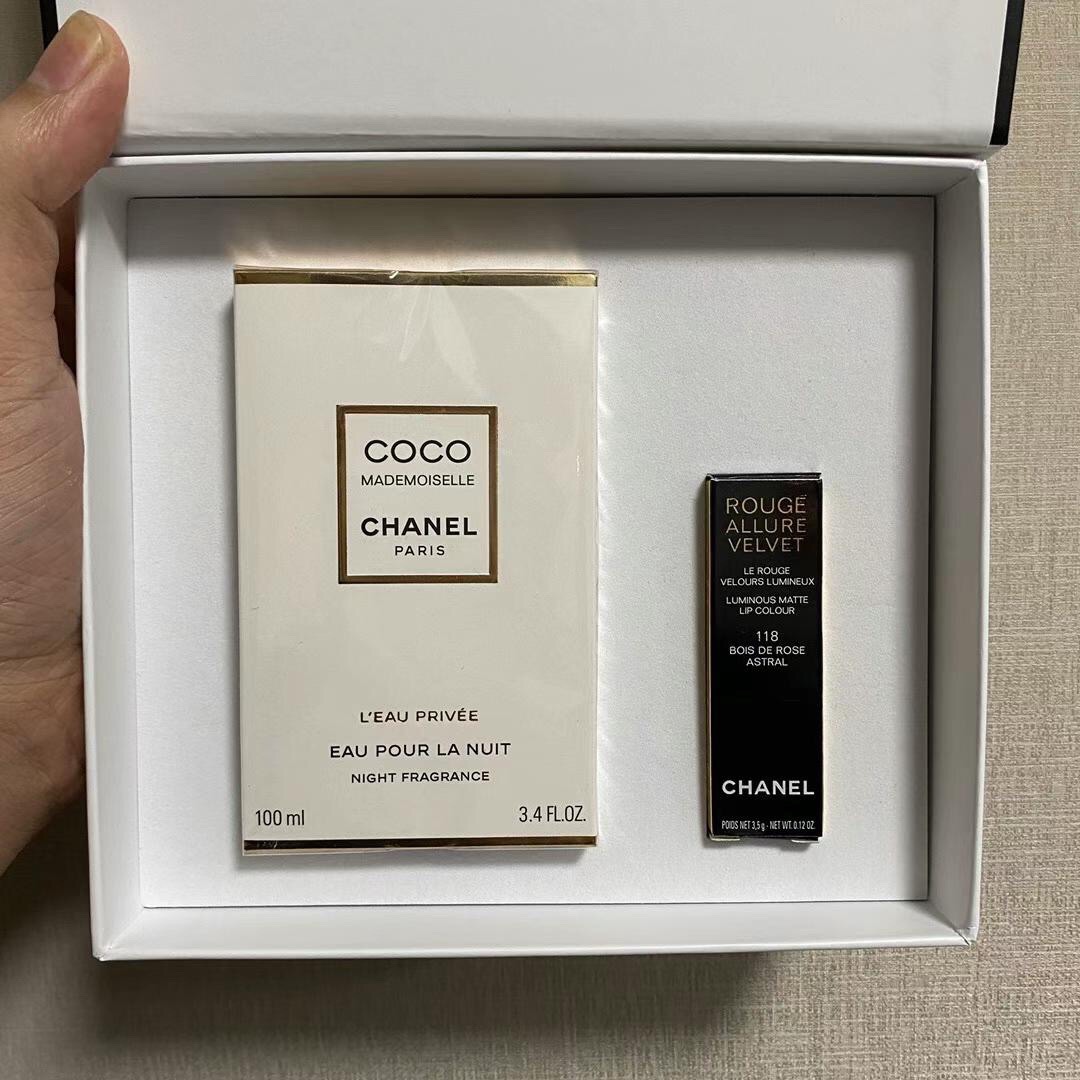 COCO
MADEMOISELLE
CHANEL
PARIS
L'EAU PRIVÉE
EAU POUR LA NUIT
NIGHT FRAGRANCE
100 ml
3.4 FL.OZ.
ROUGE
ALLURE
VELVET
LE ROUGE
VELOURS LUMINEUX
LUMINOUS MATTE
LIP COLOUR
118
BOIS DE ROSE
ASTRAL
CHANEL
POIDS NET 3,5 g - NET WT. 0.12 OZ.